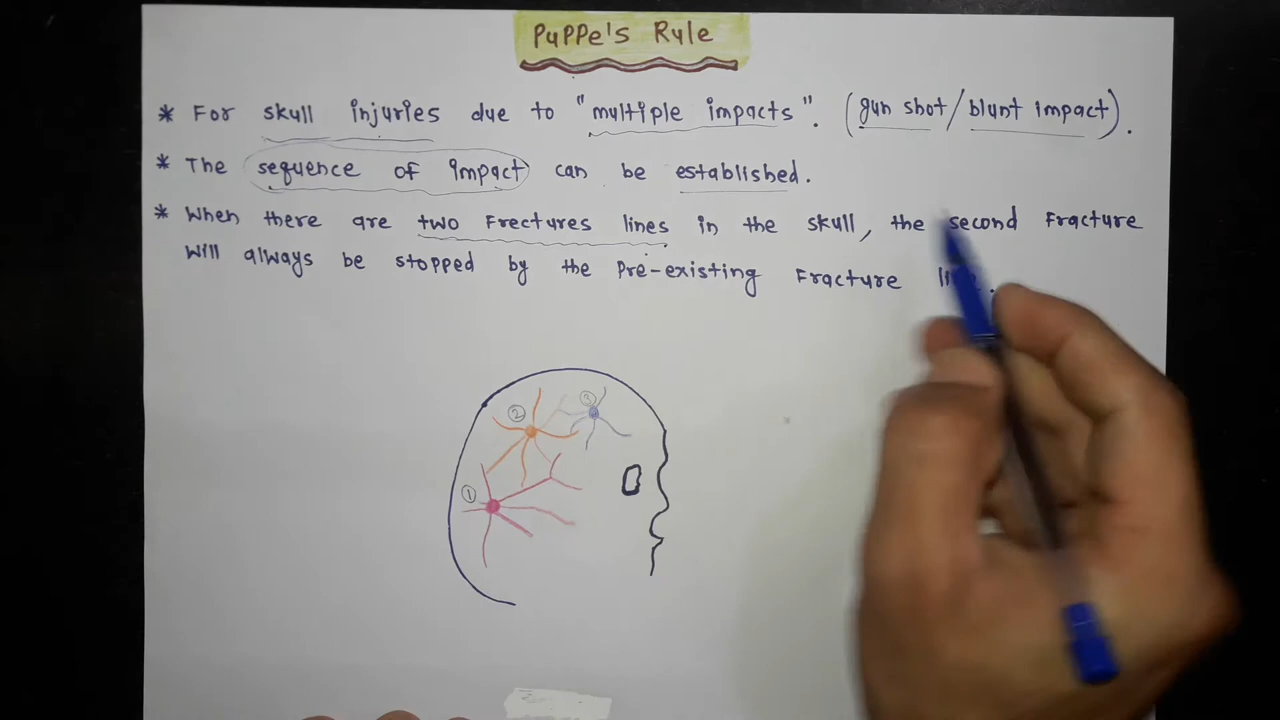 PuPPe's Rule
* For skull injuries due to "multiple impacts". (gun shot/blunt impact).
* The sequence of impact can be established.
* When there are two Frectures lines in the skull, the second Fracture
will always be stopped by the Pre-existing Fracture
② ③
①